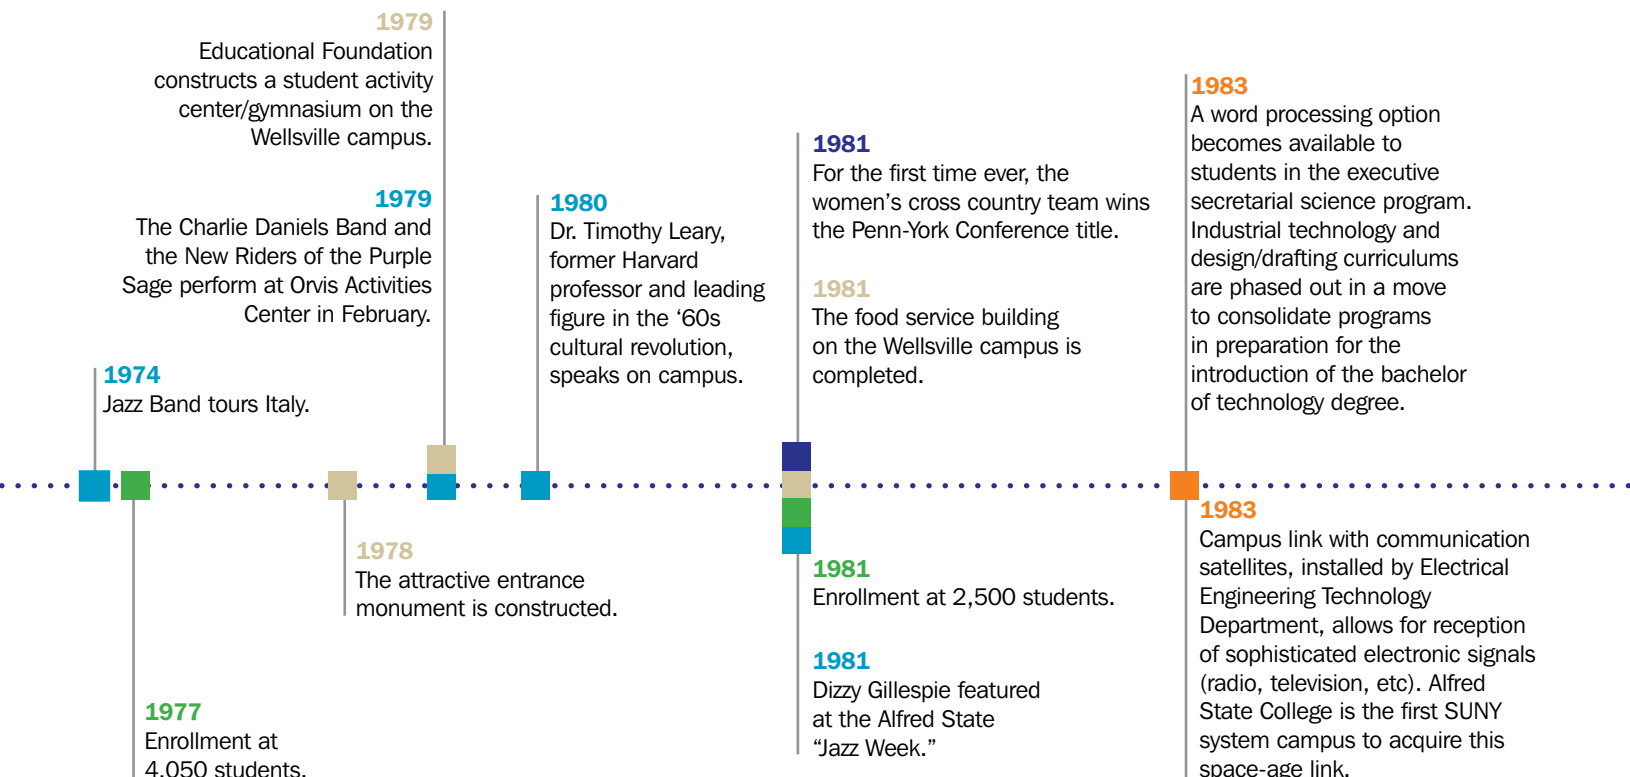 1979
Educational Foundation
constructs a student activity
center/gymnasium on the
Wellsville campus.
1979
The Charlie Daniels Band and
the New Riders of the Purple
Sage perform at Orvis Activities
Center in February.
1974
Jazz Band tours Italy.
1977
Enrollment at
4,050 students.
1978
The attractive entrance
monument is constructed.
1980
Dr. Timothy Leary,
former Harvard
professor and leading
figure in the ‘60s
cultural revolution,
speaks on campus.
1981
For the first time ever, the
women’s cross country team wins
the Penn-York Conference title.
1981
The food service building
on the Wellsville campus is
completed.
1981
Enrollment at 2,500 students.
1981
Dizzy Gillespie featured
at the Alfred State
“Jazz Week.”
1983
A word processing option
becomes available to
students in the executive
secretarial science program.
Industrial technology and
design/drafting curriculums
are phased out in a move
to consolidate programs
in preparation for the
introduction of the bachelor
of technology degree.
1983
Campus link with communication
satellites, installed by Electrical
Engineering Technology
Department, allows for reception
of sophisticated electronic signals
(radio, television, etc). Alfred
State College is the first SUNY
system campus to acquire this
space-age link.